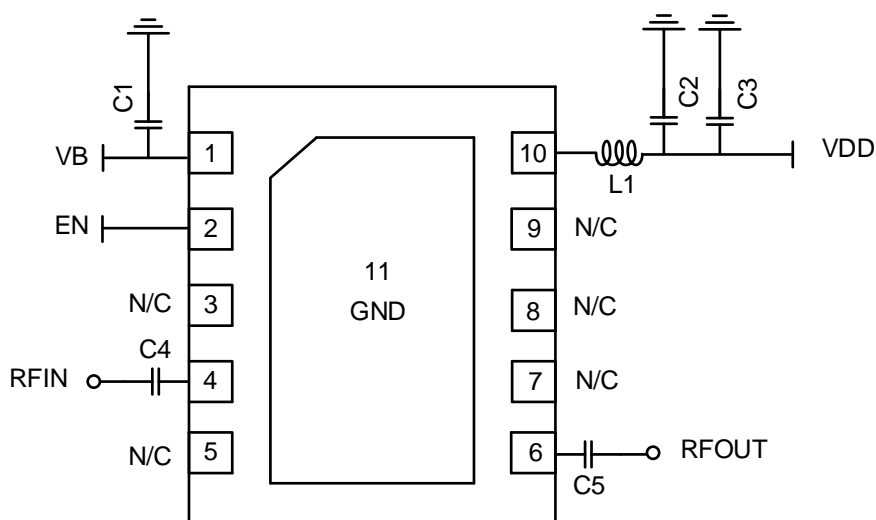 C1
C2
C3
VB
1
10
VDD
L1
EN
2
9
N/C
11
GND
N/C
3
8
N/C
C4
RFIN
4
7
N/C
N/C
5
6
RFOUT
C5